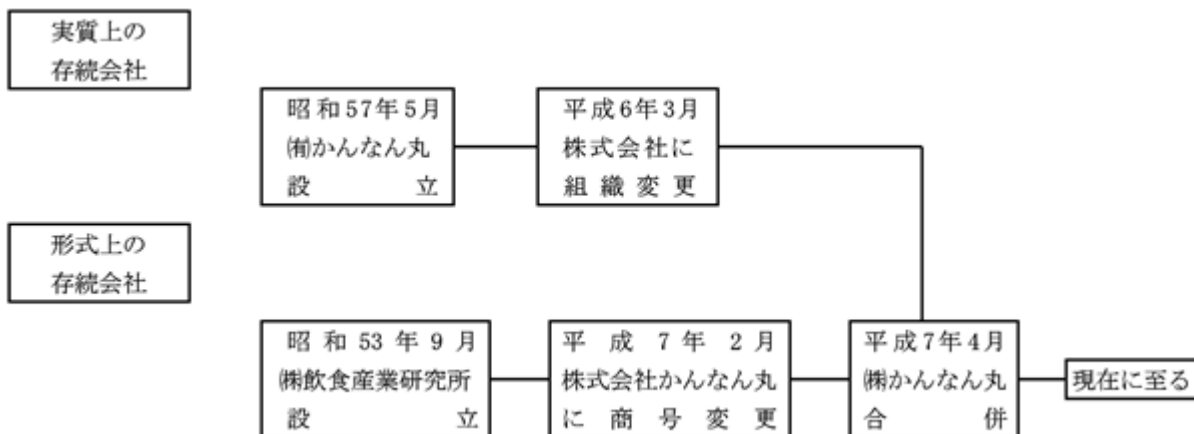 実質上の
存続会社
昭和57年5月
㈲かんなん丸
設立
平成6年3月
株式会社に
組織変更
形式上の
存続会社
昭和53年9月
㈱飲食産業研究所
設立
平成7年2月
株式会社かんなん丸
に商号変更
平成7年4月
㈱かんなん丸
合併
現在に至る